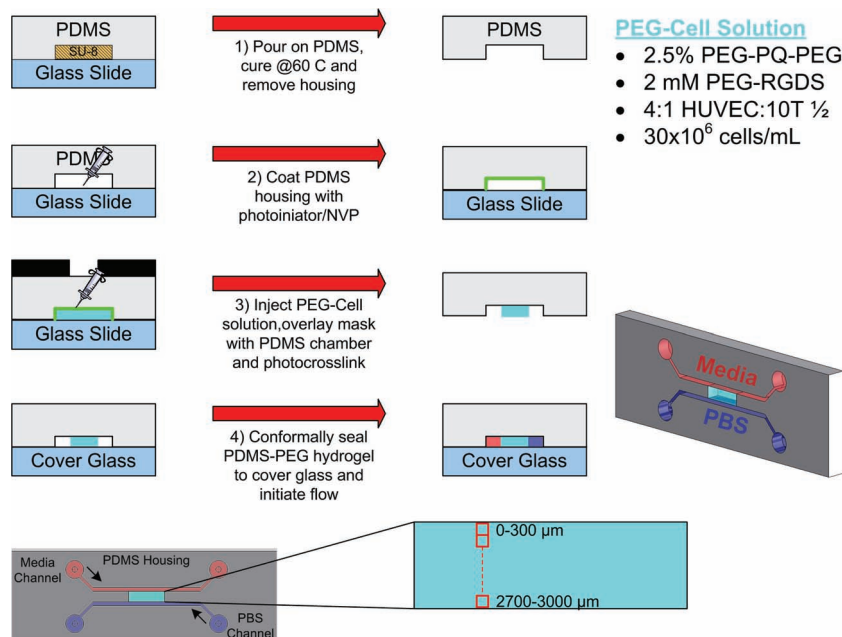 PDMS
SU-8
Glass Slide
1) Pour on PDMS,
cure @60 C and
remove housing
PDMS
PEG-Cell Solution
• 2.5% PEG-PQ-PEG
• 2 mM PEG-RGDS
• 4:1 HUVEC:10T ½
• 30x10⁶ cells/mL
PDMS
Glass Slide
2) Coat PDMS
housing with
photoiniator/NVP
Glass Slide
Glass Slide
3) Inject PEG-Cell
solution,overlay mask
with PDMS chamber
and photocrosslink
Media
PBS
Cover Glass
4) Conformally seal
PDMS-PEG hydrogel
to cover glass and
initiate flow
Cover Glass
Media
Channel
PDMS Housing
PBS
Channel
0-300 µm
2700-3000 µm